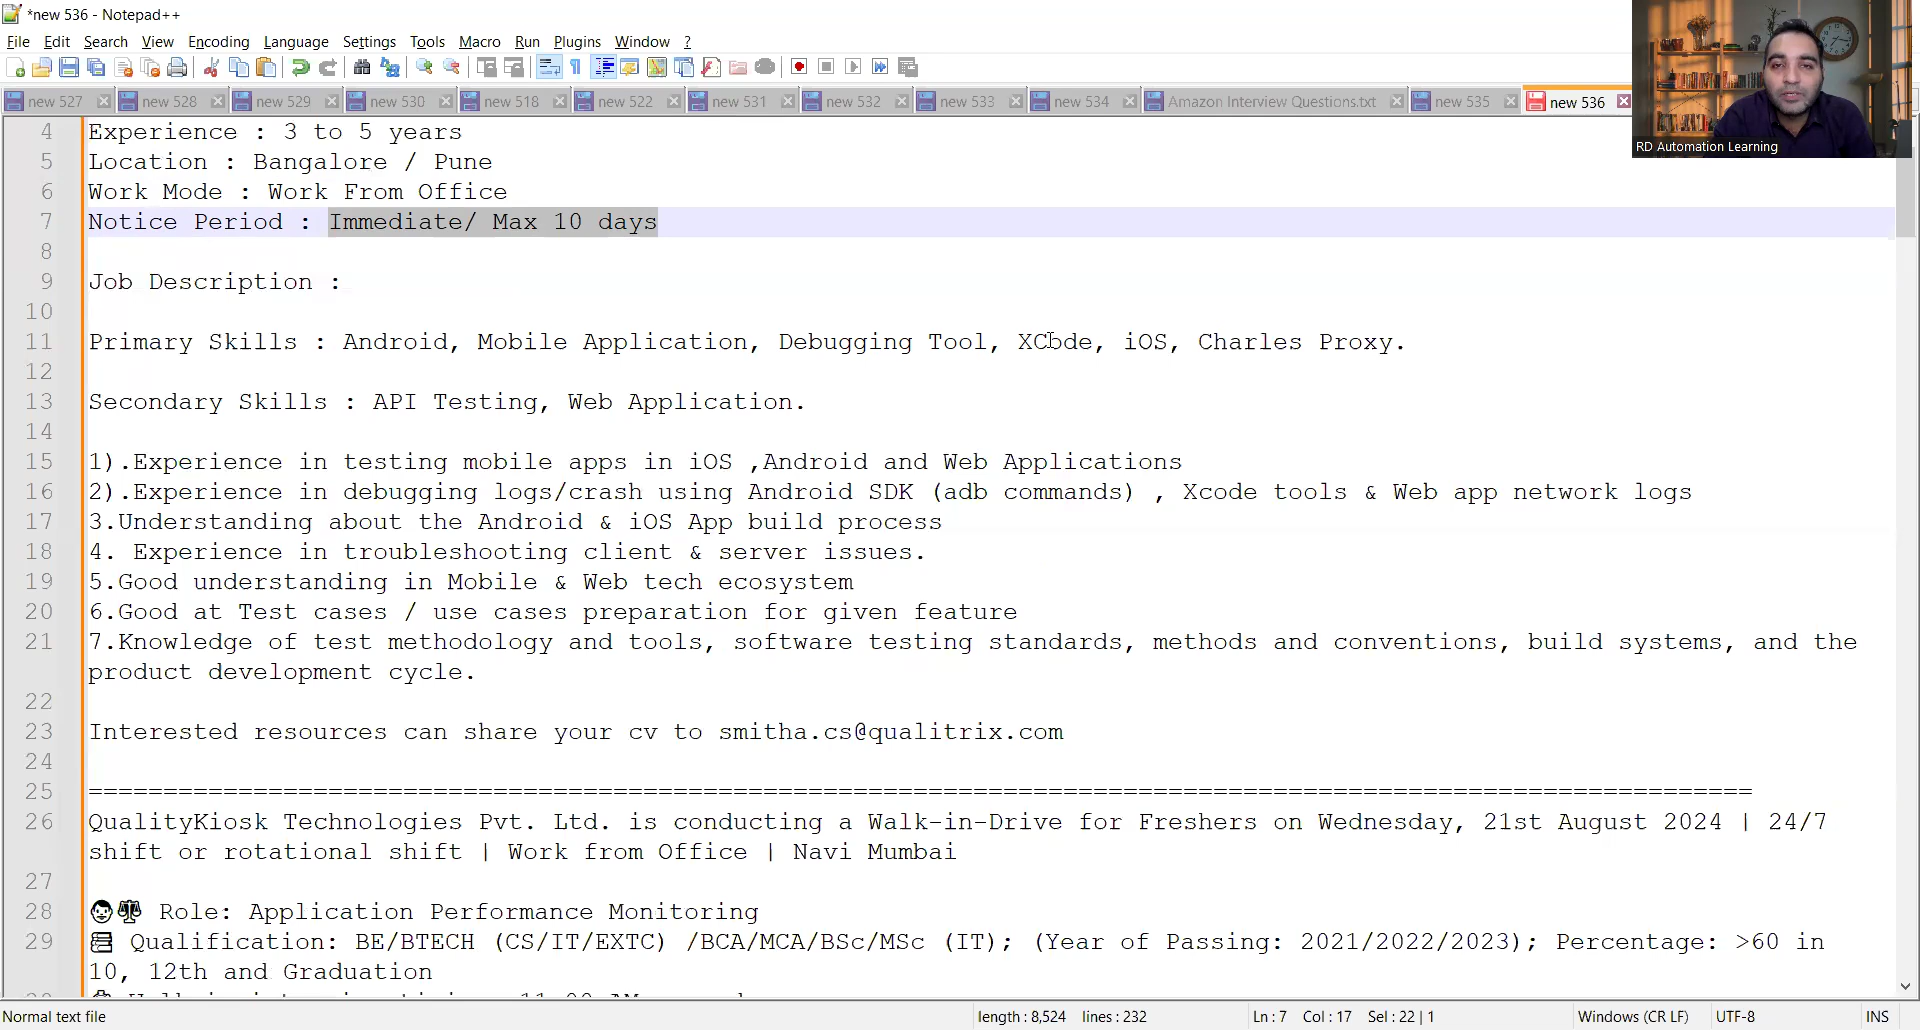 *new 536 - Notepad++
File Edit Search View Encoding Language Settings Tools Macro Run Plugins Window ?
new 527 new 528 new 529 new 530 new 518 new 522 new 531 new 532 new 533 new 534 Amazon Interview Questions.txt new 535 new 536
RD Automation Learning
4 Experience : 3 to 5 years
5 Location : Bangalore / Pune
6 Work Mode : Work From Office
7 Notice Period : Immediate/ Max 10 days
8
9 Job Description :
10
11 Primary Skills : Android, Mobile Application, Debugging Tool, XCode, iOS, Charles Proxy.
12
13 Secondary Skills : API Testing, Web Application.
14
15 1).Experience in testing mobile apps in iOS ,Android and Web Applications
16 2).Experience in debugging logs/crash using Android SDK (adb commands) , Xcode tools & Web app network logs
17 3.Understanding about the Android & iOS App build process
18 4. Experience in troubleshooting client & server issues.
19 5.Good understanding in Mobile & Web tech ecosystem
20 6.Good at Test cases / use cases preparation for given feature
21 7.Knowledge of test methodology and tools, software testing standards, methods and conventions, build systems, and the
product development cycle.
22
23 Interested resources can share your cv to smitha.cs@qualitrix.com
24
25 ===============================================================================================================
26 QualityKiosk Technologies Pvt. Ltd. is conducting a Walk-in-Drive for Freshers on Wednesday, 21st August 2024 | 24/7
shift or rotational shift | Work from Office | Navi Mumbai
27
28 Role: Application Performance Monitoring
29 Qualification: BE/BTECH (CS/IT/EXTC) /BCA/MCA/BSc/MSc (IT); (Year of Passing: 2021/2022/2023); Percentage: >60 in
10, 12th and Graduation
Normal text file length : 8,524 lines : 232 Ln : 7 Col : 17 Sel : 22 | 1 Windows (CR LF) UTF-8 INS